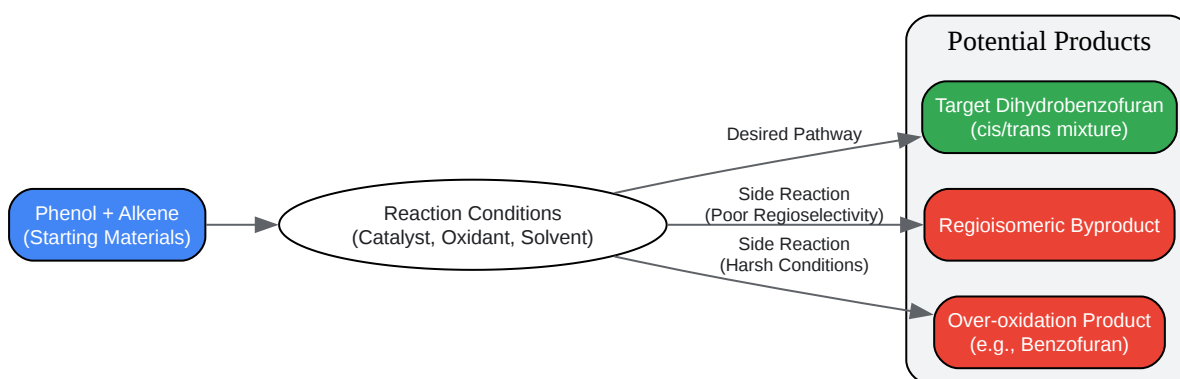 Potential Products
Target Dihydrobenzofuran
(cis/trans mixture)
Desired Pathway
Phenol + Alkene
(Starting Materials)
Reaction Conditions
(Catalyst, Oxidant, Solvent)
Side Reaction
(Poor Regioselectivity)
Regioisomeric Byproduct
Side Reaction
(Harsh Conditions)
Over-oxidation Product
(e.g., Benzofuran)